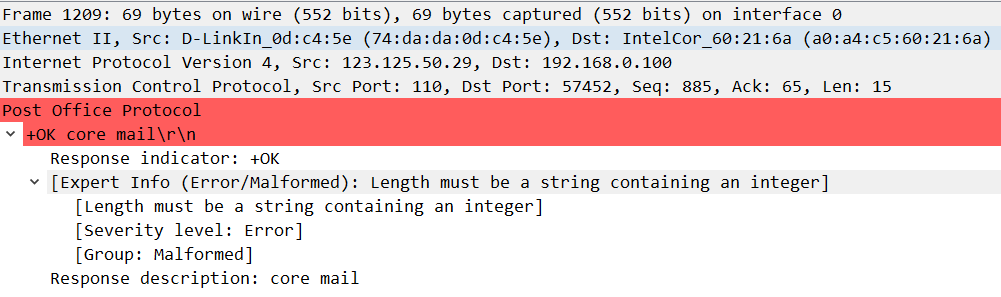 Frame 1209: 69 bytes on wire (552 bits), 69 bytes captured (552 bits) on interface 0
Ethernet II, Src: D-LinkIn_0d:c4:5e (74:da:da:0d:c4:5e), Dst: IntelCor_60:21:6a (a0:a4:c5:60:21:6a)
Internet Protocol Version 4, Src: 123.125.50.29, Dst: 192.168.0.100
Transmission Control Protocol, Src Port: 110, Dst Port: 57452, Seq: 885, Ack: 65, Len: 15
Post Office Protocol
+OK core mail\r\n
Response indicator: +OK
[Expert Info (Error/Malformed): Length must be a string containing an integer]
[Length must be a string containing an integer]
[Severity level: Error]
[Group: Malformed]
Response description: core mail